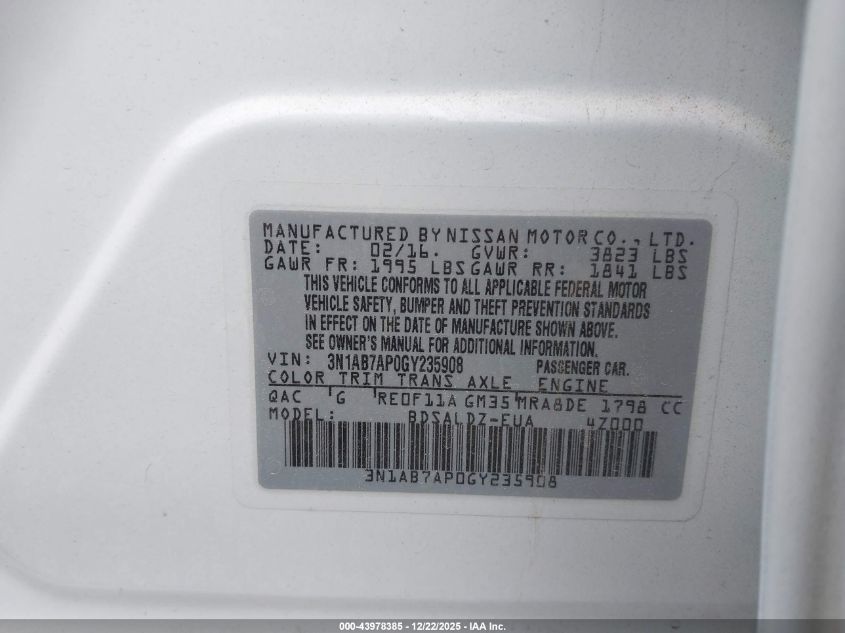 MANUFACTURED BY NISSAN MOTOR CO., LTD.
DATE: 02/16. GVWR: 3823 LBS
GAWR FR: 1995 LBS GAWR RR: 1841 LBS
THIS VEHICLE CONFORMS TO ALL APPLICABLE FEDERAL MOTOR
VEHICLE SAFETY, BUMPER AND THEFT PREVENTION STANDARDS
IN EFFECT ON THE DATE OF MANUFACTURE SHOWN ABOVE.
SEE OWNER'S MANUAL FOR ADDITIONAL INFORMATION.
VIN: 3N1AB7AP0GY235908 PASSENGER CAR.
COLOR TRIM TRANS AXLE ENGINE
QAC G RE0F11A GM35 MRA8DE 1798 CC
MODEL: BDSALDZ-EUA 4Z000
3N1AB7AP0GY235908
000-43978385 - 12/22/2025 - IAA Inc.